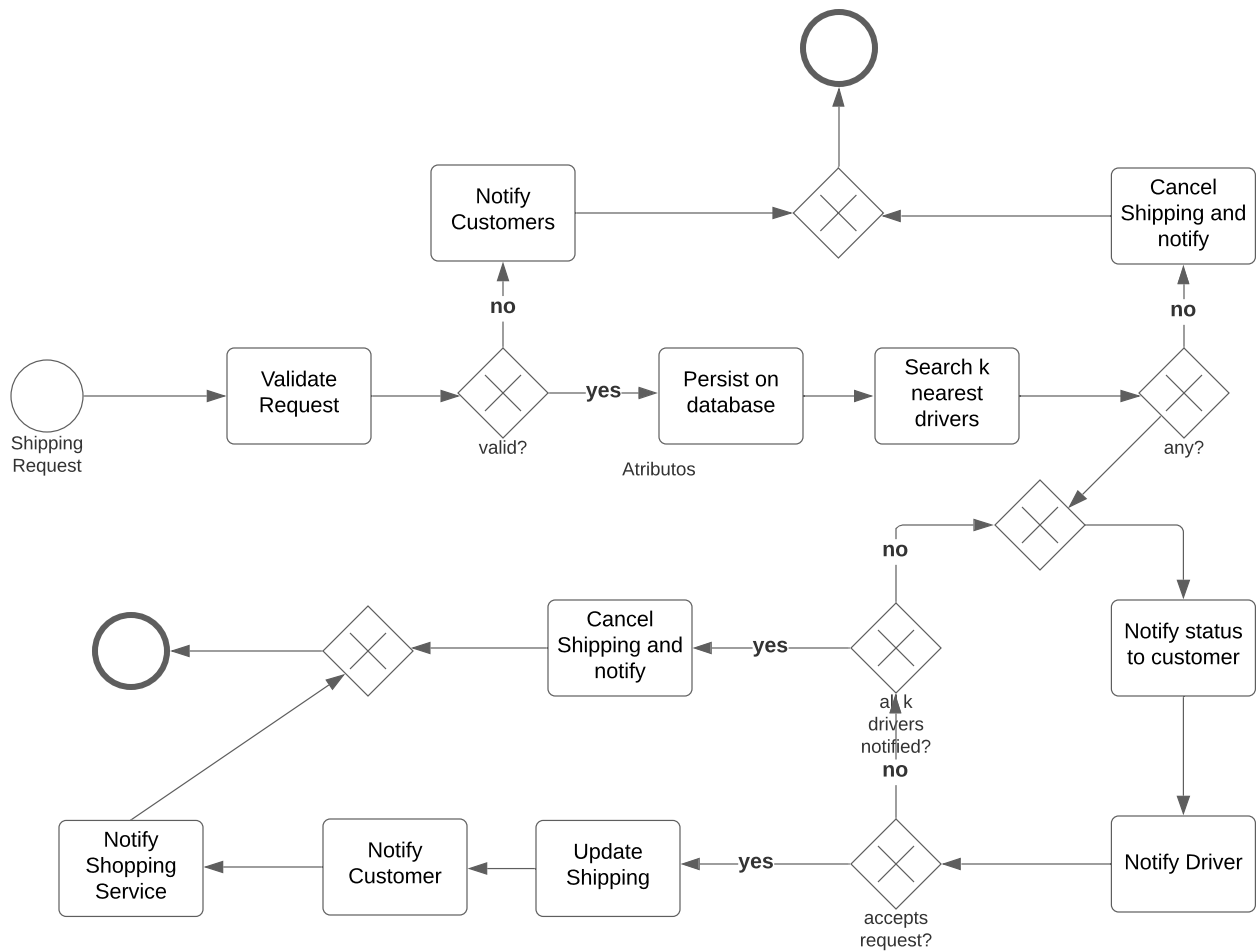 Notify
Customers
Cancel
Shipping and
notify
no
no
Shipping
Request
Validate
Request
valid?
yes
Persist on
database
Atributos
Search k
nearest
drivers
any?
no
Cancel
Shipping and
notify
yes
all k
drivers
notified?
Notify status
to customer
no
Notify
Shopping
Service
Notify
Customer
Update
Shipping
yes
accepts
request?
Notify Driver